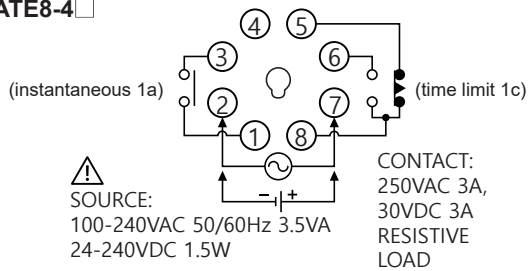 ATE8-4□
4 5
3 6
(instantaneous 1a) (time limit 1c)
2 7
1 8
− +
SOURCE:
100-240VAC 50/60Hz 3.5VA
24-240VDC 1.5W
CONTACT:
250VAC 3A,
30VDC 3A
RESISTIVE
LOAD